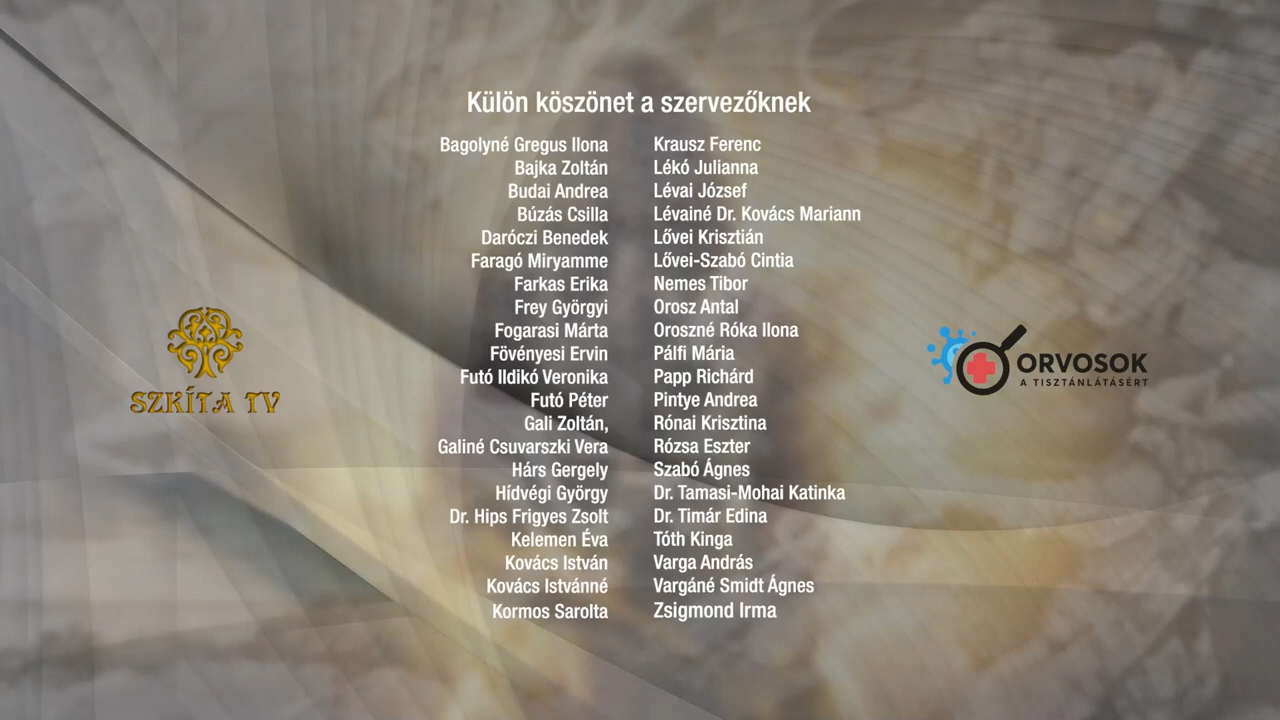 Külön köszönet a szervezőknek
Bagolyné Gregus Ilona
Bajka Zoltán
Budai Andrea
Búzás Csilla
Daróczi Benedek
Faragó Miryamme
Farkas Erika
Frey Györgyi
Fogarasi Márta
Fövényesi Ervin
Futó Ildikó Veronika
Futó Péter
Gali Zoltán,
Galiné Csuvarszki Vera
Hárs Gergely
Hídvégi György
Dr. Hips Frigyes Zsolt
Kelemen Éva
Kovács István
Kovács Istvánné
Kormos Sarolta
Krausz Ferenc
Lékó Julianna
Lévai József
Lévainé Dr. Kovács Mariann
Lővei Krisztián
Lővei-Szabó Cintia
Nemes Tibor
Orosz Antal
Oroszné Róka Ilona
Pálfi Mária
Papp Richárd
Pintye Andrea
Rónai Krisztina
Rózsa Eszter
Szabó Ágnes
Dr. Tamasi-Mohai Katinka
Dr. Timár Edina
Tóth Kinga
Varga András
Vargáné Smidt Ágnes
Zsigmond Irma
SZKÍTA TV
ORVOSOK
A TISZTÁNLÁTÁSÉRT